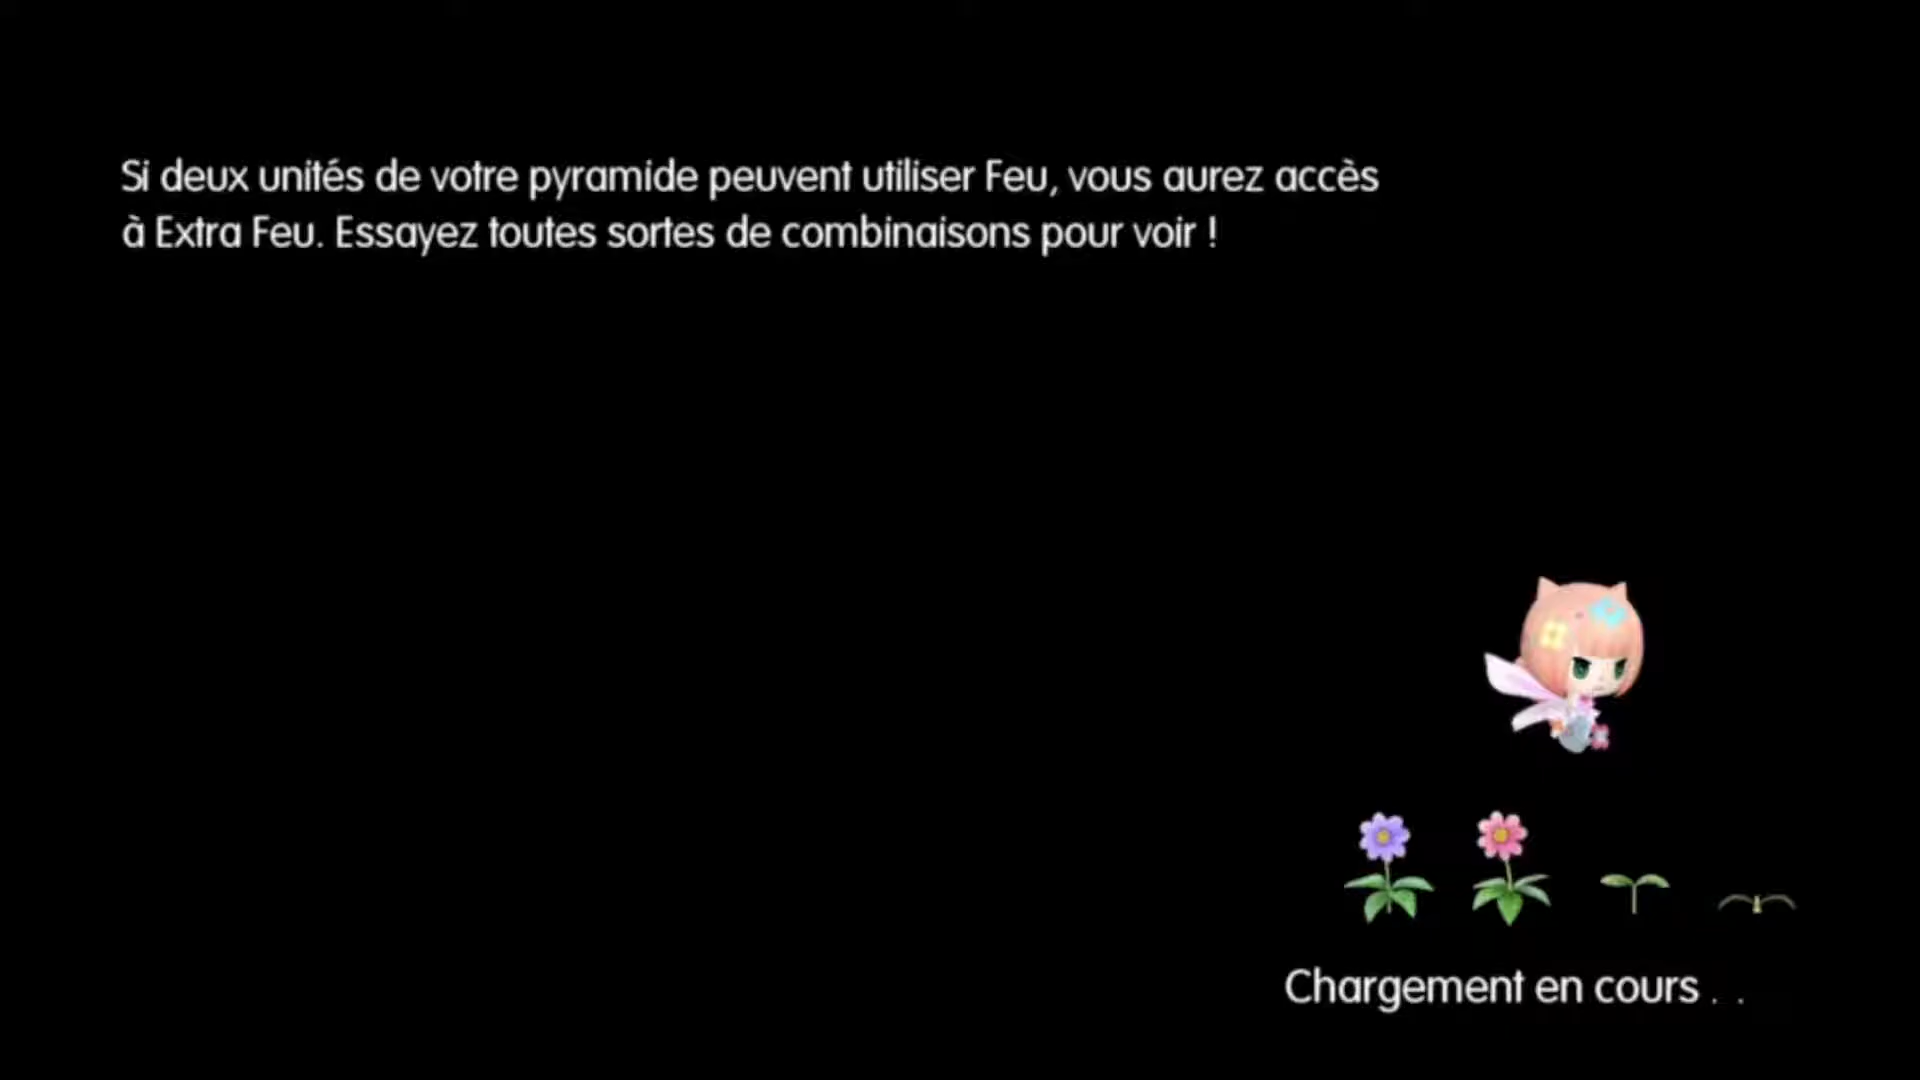 Si deux unités de votre pyramide peuvent utiliser Feu, vous aurez accès
à Extra Feu. Essayez toutes sortes de combinaisons pour voir !
Chargement en cours . .